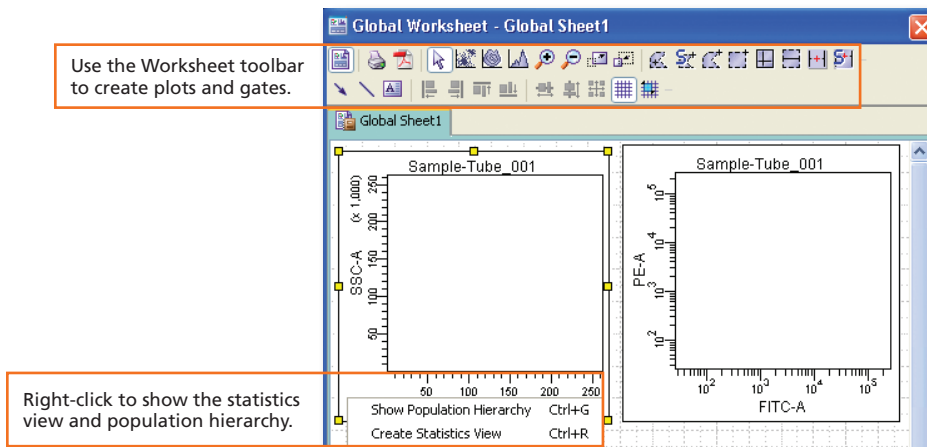 Global Worksheet - Global Sheet1
Use the Worksheet toolbar
to create plots and gates.
Global Sheet1
Sample-Tube_001
(x 1,000)
SSC-A
250
200
150
100
50
50 100 150 200 250
Sample-Tube_001
PE-A
10^5
10^4
10^3
10^2
10^2 10^3 10^4 10^5
FITC-A
Right-click to show the statistics
view and population hierarchy.
Show Population Hierarchy Ctrl+G
Create Statistics View Ctrl+R